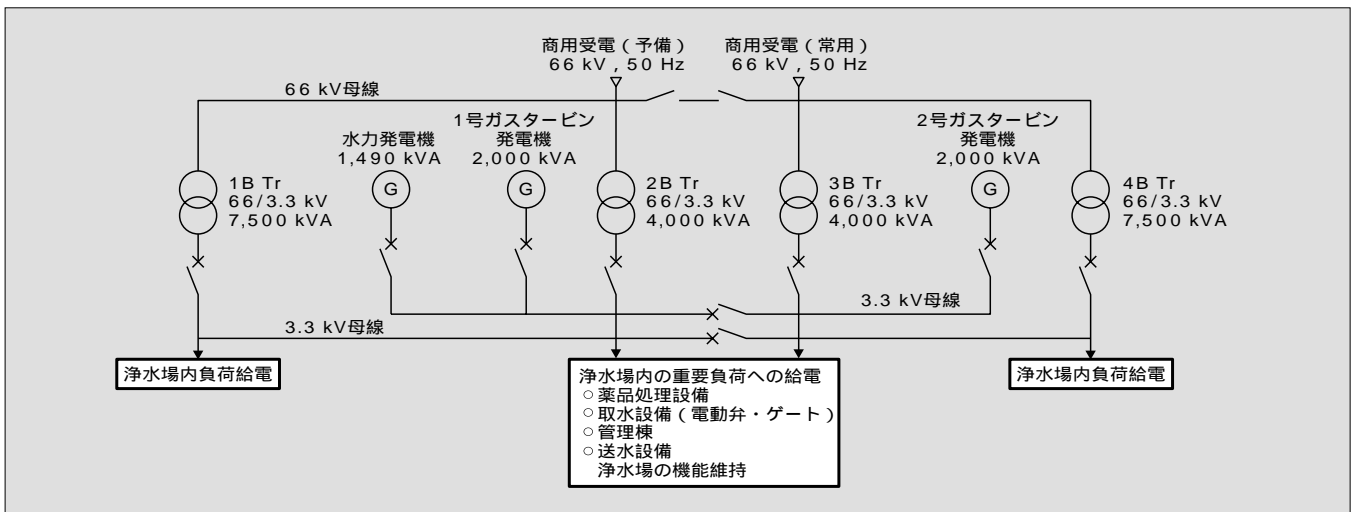 商用受電(予備)
66 kV,50 Hz
商用受電(常用)
66 kV,50 Hz
66 kV母線
水力発電機
1,490 kVA
G
1号ガスタービン
発電機
2,000 kVA
G
2号ガスタービン
発電機
2,000 kVA
G
1B Tr
66/3.3 kV
7,500 kVA
2B Tr
66/3.3 kV
4,000 kVA
3B Tr
66/3.3 kV
4,000 kVA
4B Tr
66/3.3 kV
7,500 kVA
3.3 kV母線
3.3 kV母線
浄水場内負荷給電
浄水場内の重要負荷への給電
○薬品処理設備
○取水設備(電動弁・ゲート)
○管理棟
○送水設備
浄水場の機能維持
浄水場内負荷給電